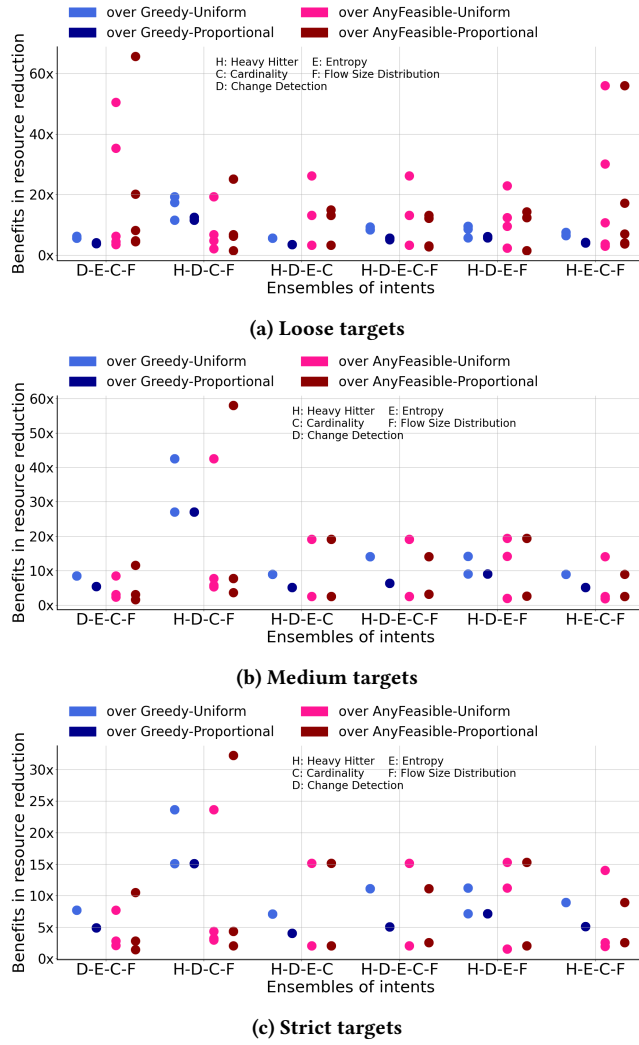 over Greedy-Uniform over AnyFeasible-Uniform
over Greedy-Proportional over AnyFeasible-Proportional
H: Heavy Hitter E: Entropy
C: Cardinality F: Flow Size Distribution
D: Change Detection
Benefits in resource reduction
60x
40x
20x
0x
D-E-C-F H-D-C-F H-D-E-C H-D-E-C-F H-D-E-F H-E-C-F
Ensembles of intents
(a) Loose targets
over Greedy-Uniform over AnyFeasible-Uniform
over Greedy-Proportional over AnyFeasible-Proportional
H: Heavy Hitter E: Entropy
C: Cardinality F: Flow Size Distribution
D: Change Detection
Benefits in resource reduction
60x
50x
40x
30x
20x
10x
0x
D-E-C-F H-D-C-F H-D-E-C H-D-E-C-F H-D-E-F H-E-C-F
Ensembles of intents
(b) Medium targets
over Greedy-Uniform over AnyFeasible-Uniform
over Greedy-Proportional over AnyFeasible-Proportional
H: Heavy Hitter E: Entropy
C: Cardinality F: Flow Size Distribution
D: Change Detection
Benefits in resource reduction
30x
25x
20x
15x
10x
5x
0x
D-E-C-F H-D-C-F H-D-E-C H-D-E-C-F H-D-E-F H-E-C-F
Ensembles of intents
(c) Strict targets